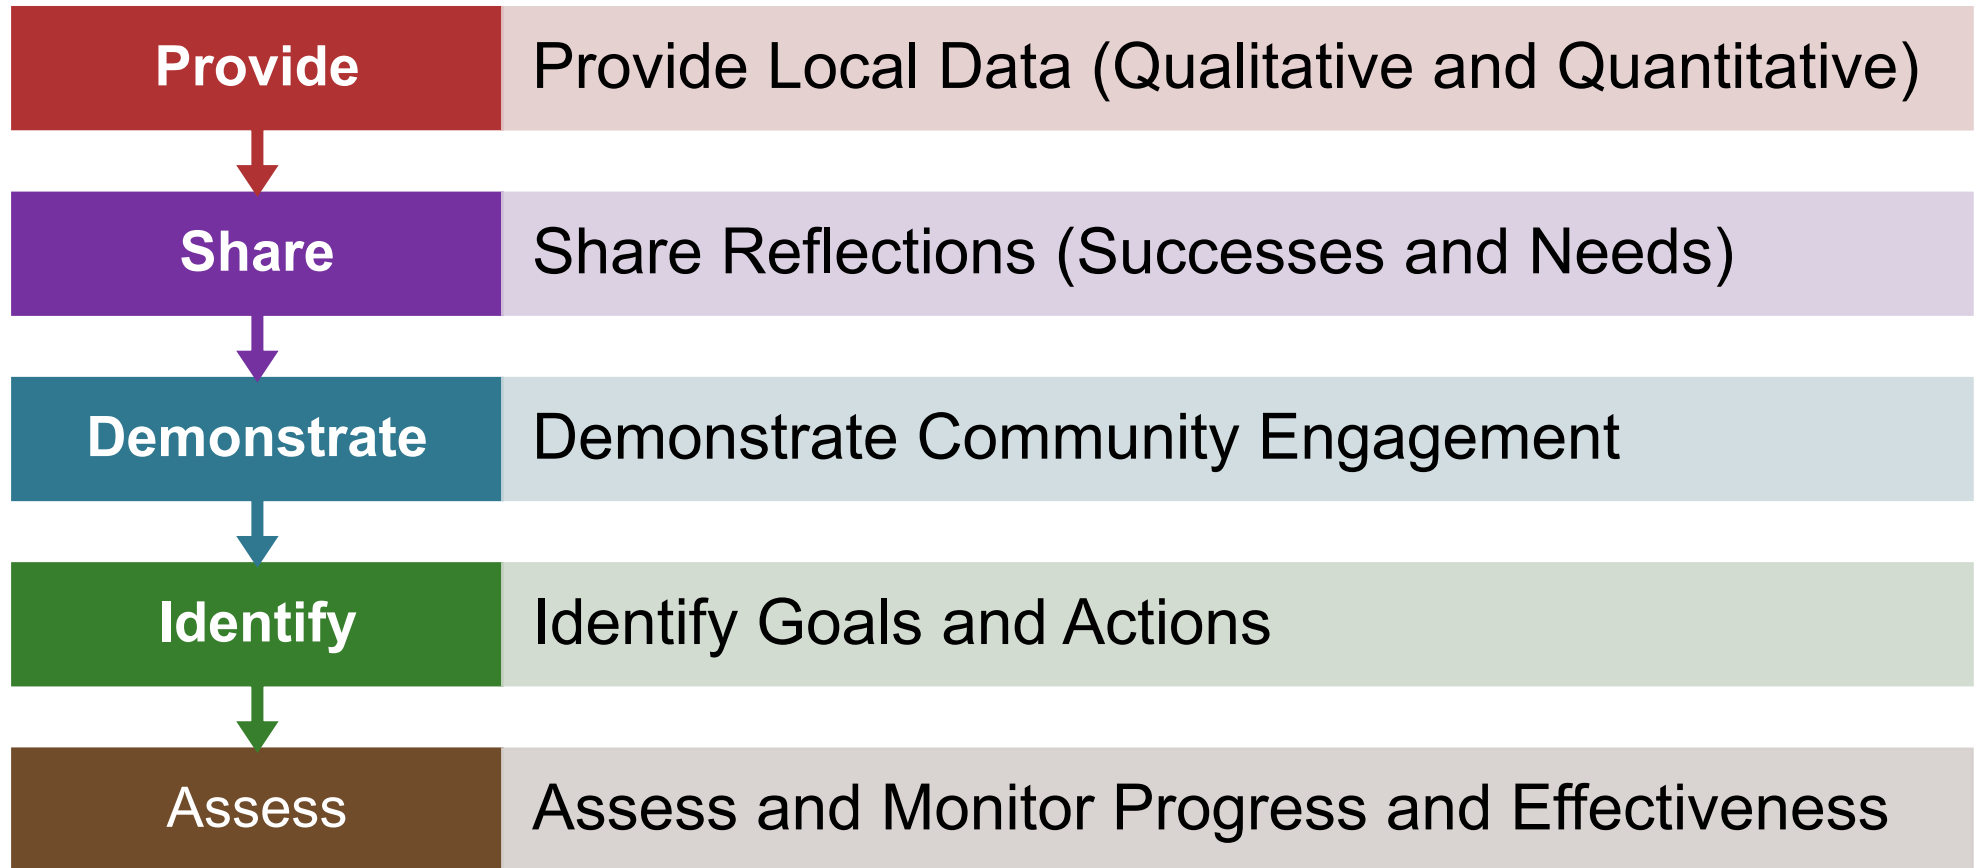 Provide
Provide Local Data (Qualitative and Quantitative)
Share
Share Reflections (Successes and Needs)
Demonstrate
Demonstrate Community Engagement
Identify
Identify Goals and Actions
Assess
Assess and Monitor Progress and Effectiveness